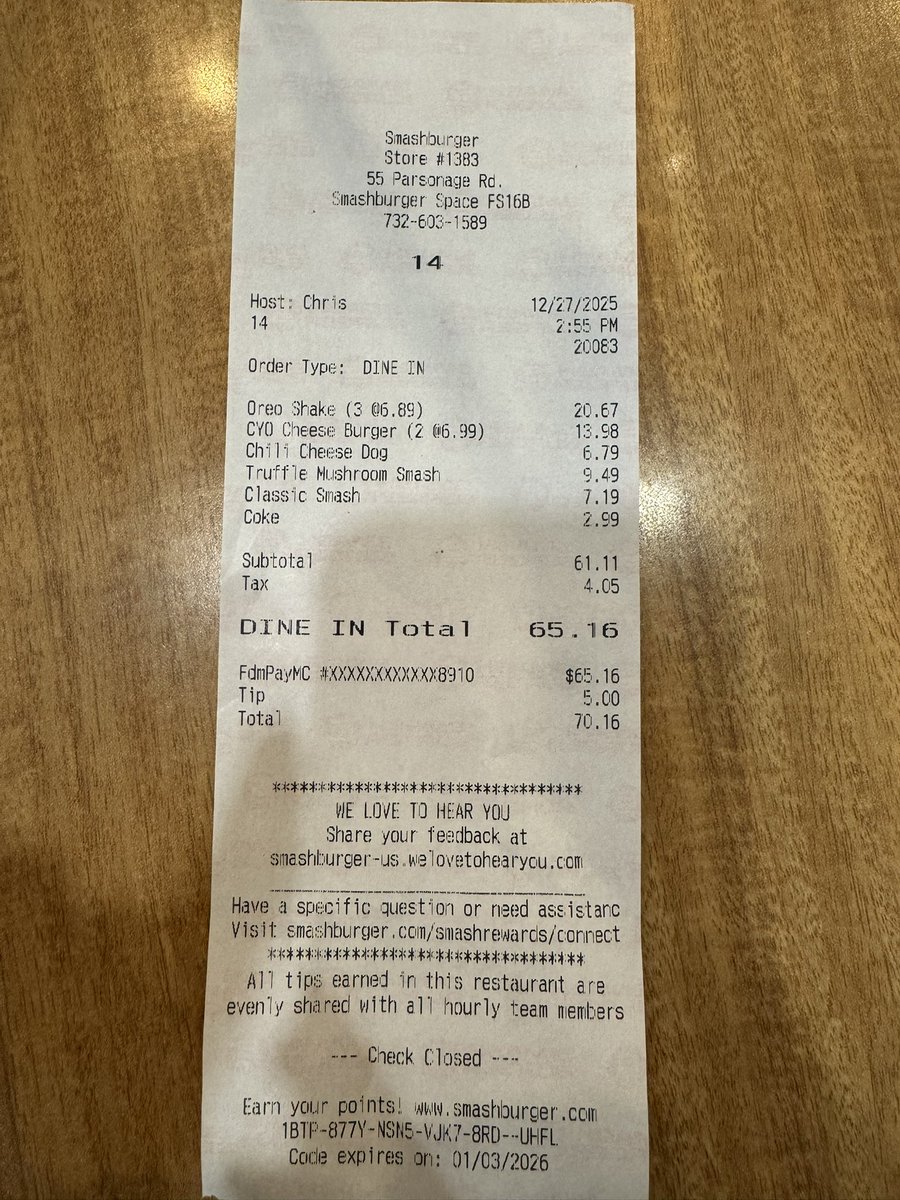 Smashburger
Store #1383
55 Parsonage Rd.
Smashburger Space FS16B
732-603-1589
14
Host: Chris 12/27/2025
14 2:55 PM
20083
Order Type: DINE IN
Oreo Shake (3 @6.89) 20.67
CYO Cheese Burger (2 @6.99) 13.98
Chili Cheese Dog 6.79
Truffle Mushroom Smash 9.49
Classic Smash 7.19
Coke 2.99
Subtotal 61.11
Tax 4.05
DINE IN Total 65.16
FdmPayMC #XXXXXXXXXXXX8910 $65.16
Tip 5.00
Total 70.16
**********************************
WE LOVE TO HEAR YOU
Share your feedback at
smashburger-us.welovetohearyou.com
Have a specific question or need assistanc
Visit smashburger.com/smashrewards/connect
**********************************
All tips earned in this restaurant are
evenly shared with all hourly team members
--- Check Closed ---
Earn your points! www.smashburger.com
1BTP-877Y-NSN5-VJK7-8RD--UHFL
Code expires on: 01/03/2026